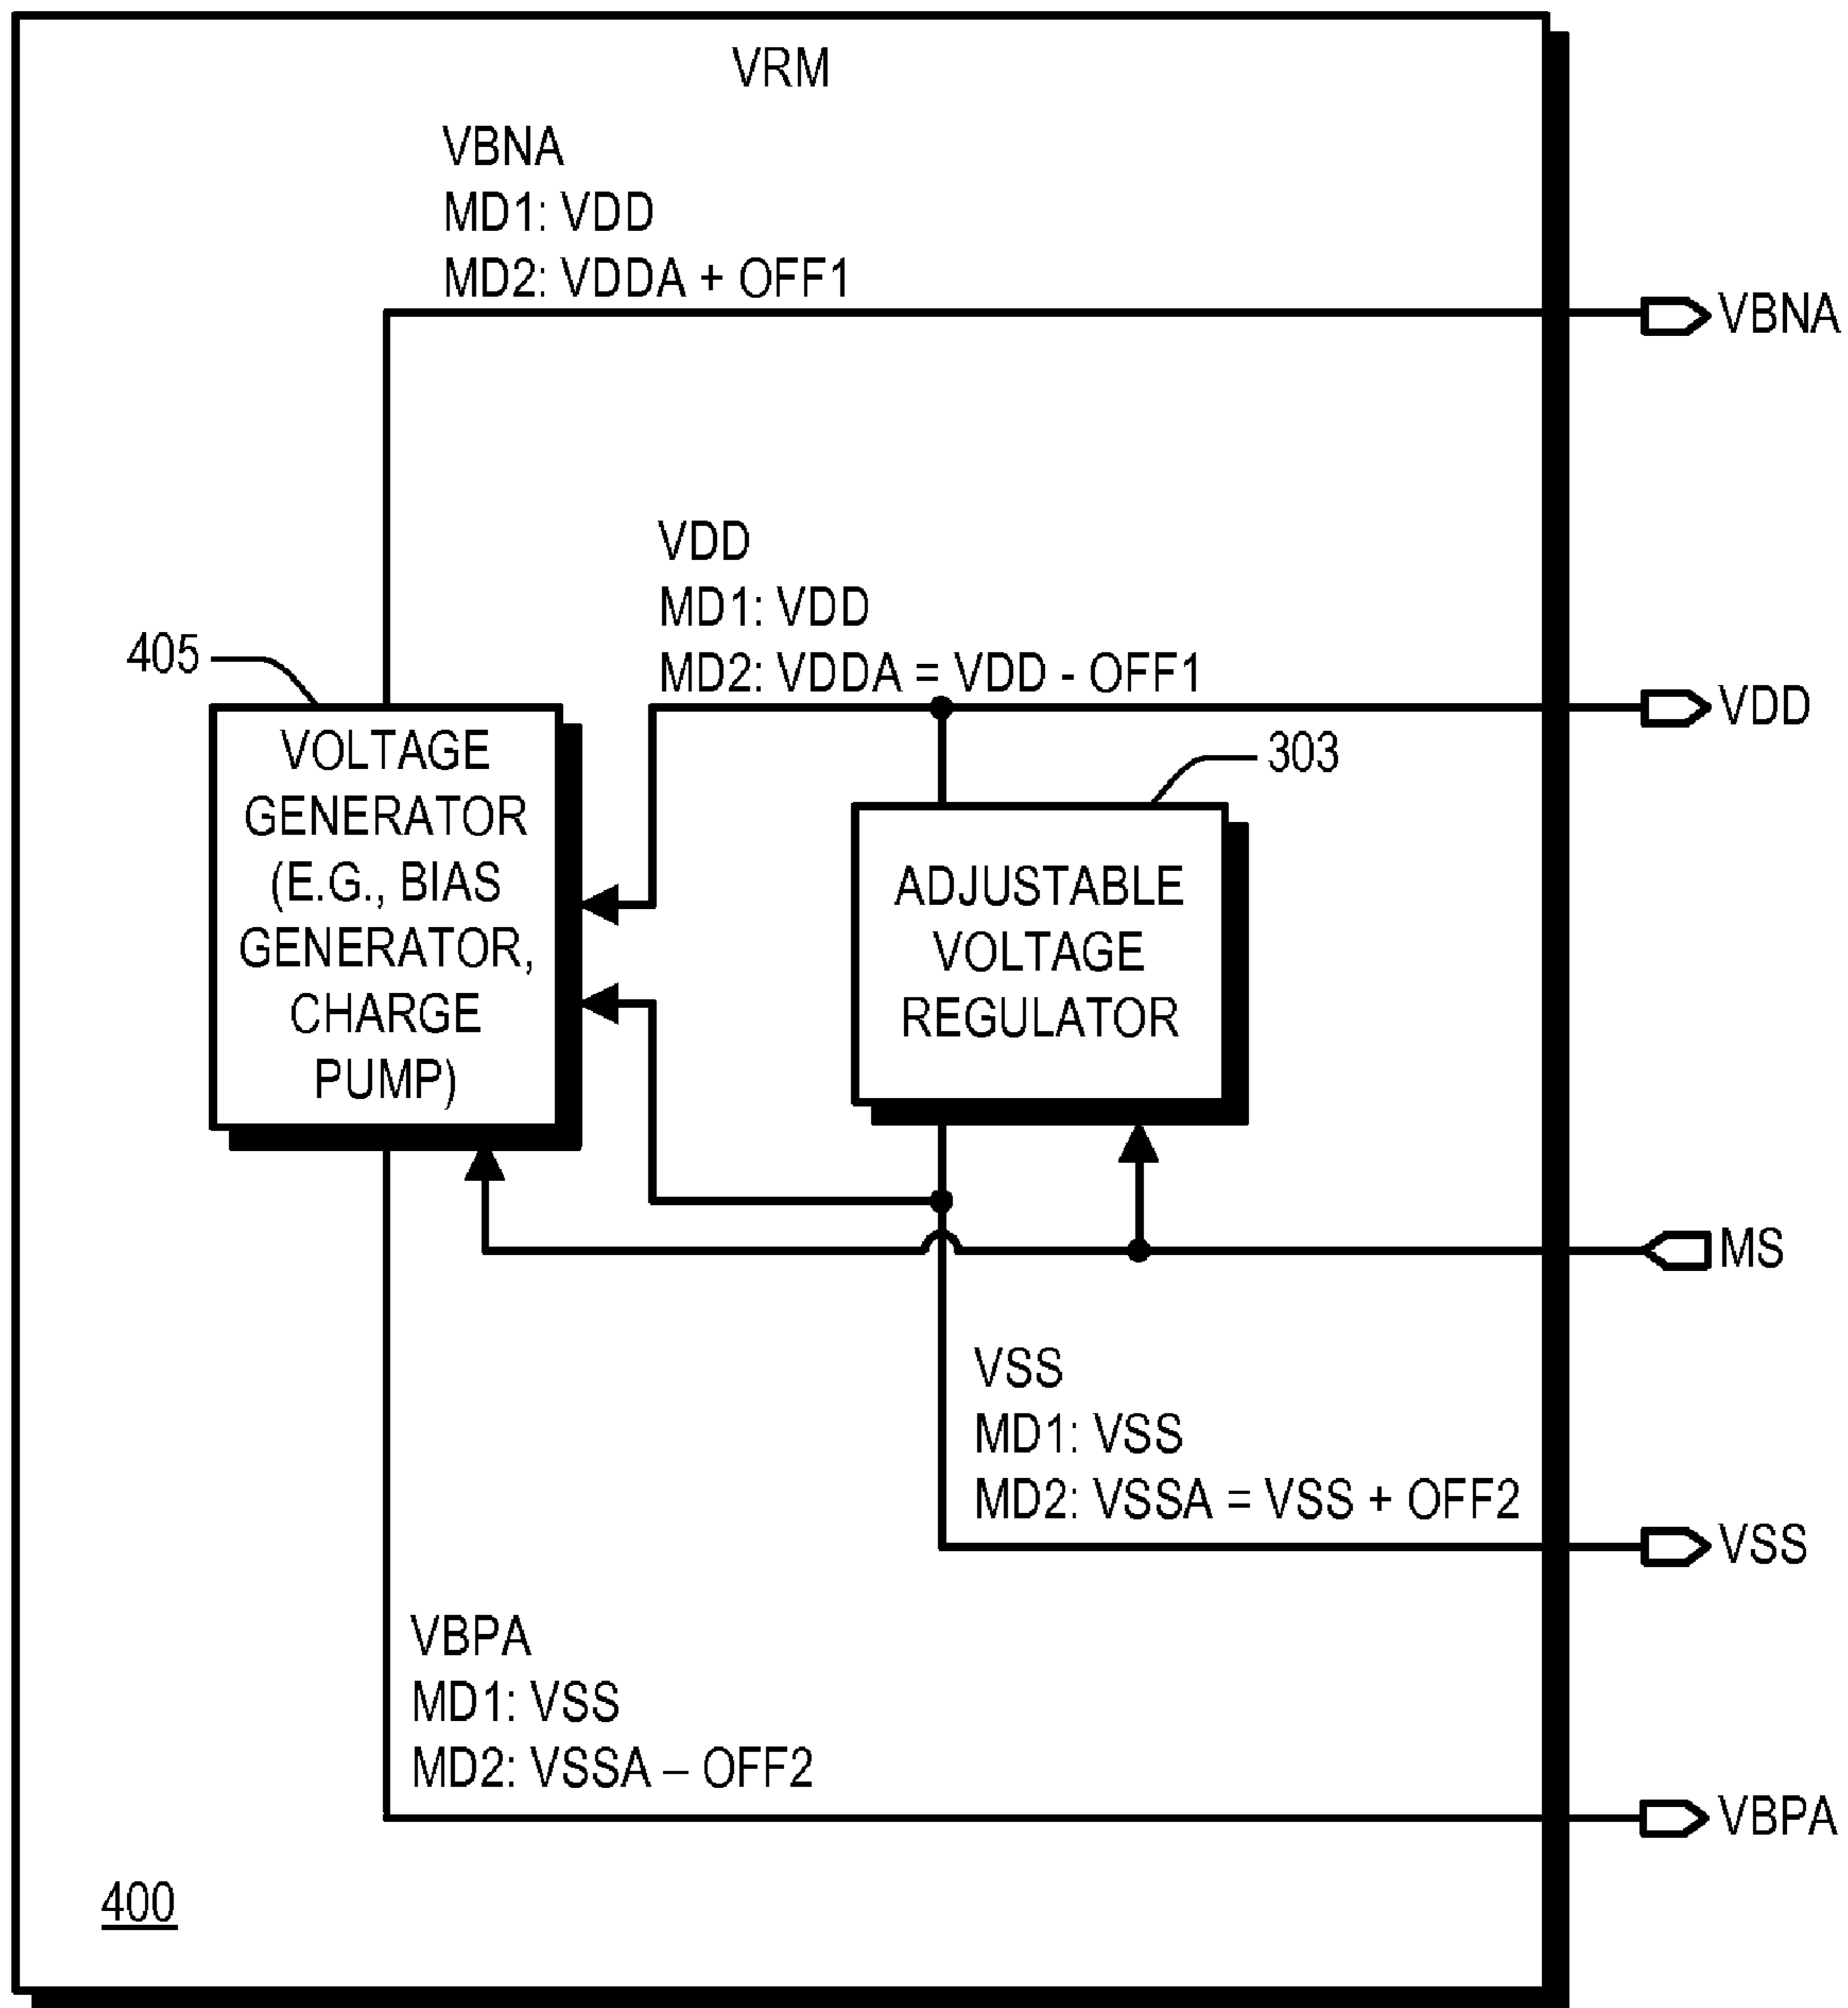 VRM
VBNA
MD1: VDD
MD2: VDDA + OFF1
VBNA
VDD
MD1: VDD
MD2: VDDA = VDD - OFF1
VDD
405
303
VOLTAGE
GENERATOR
(E.G., BIAS
GENERATOR,
CHARGE
PUMP)
ADJUSTABLE
VOLTAGE
REGULATOR
MS
VSS
MD1: VSS
MD2: VSSA = VSS + OFF2
VSS
VBPA
MD1: VSS
MD2: VSSA – OFF2
VBPA
400